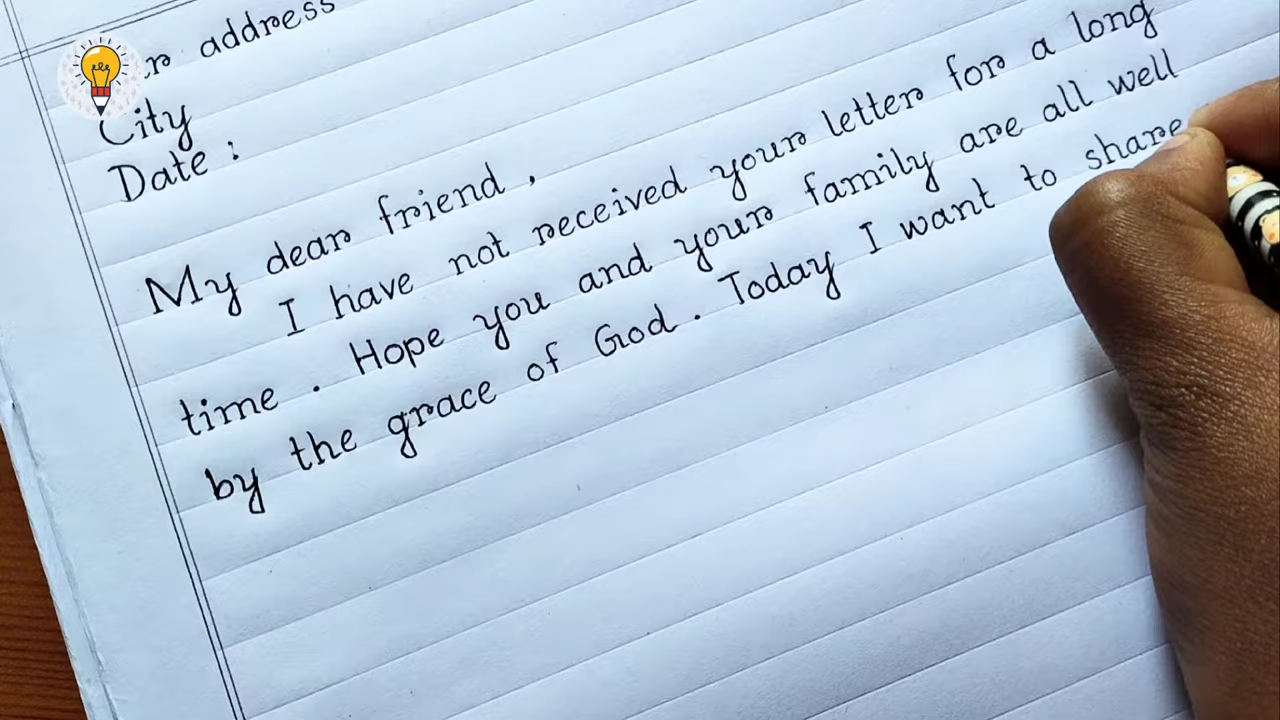 address
City
Date :
My dear friend,
I have not received your letter for a long
time. Hope you and your family are all well
by the grace of God. Today I want to share